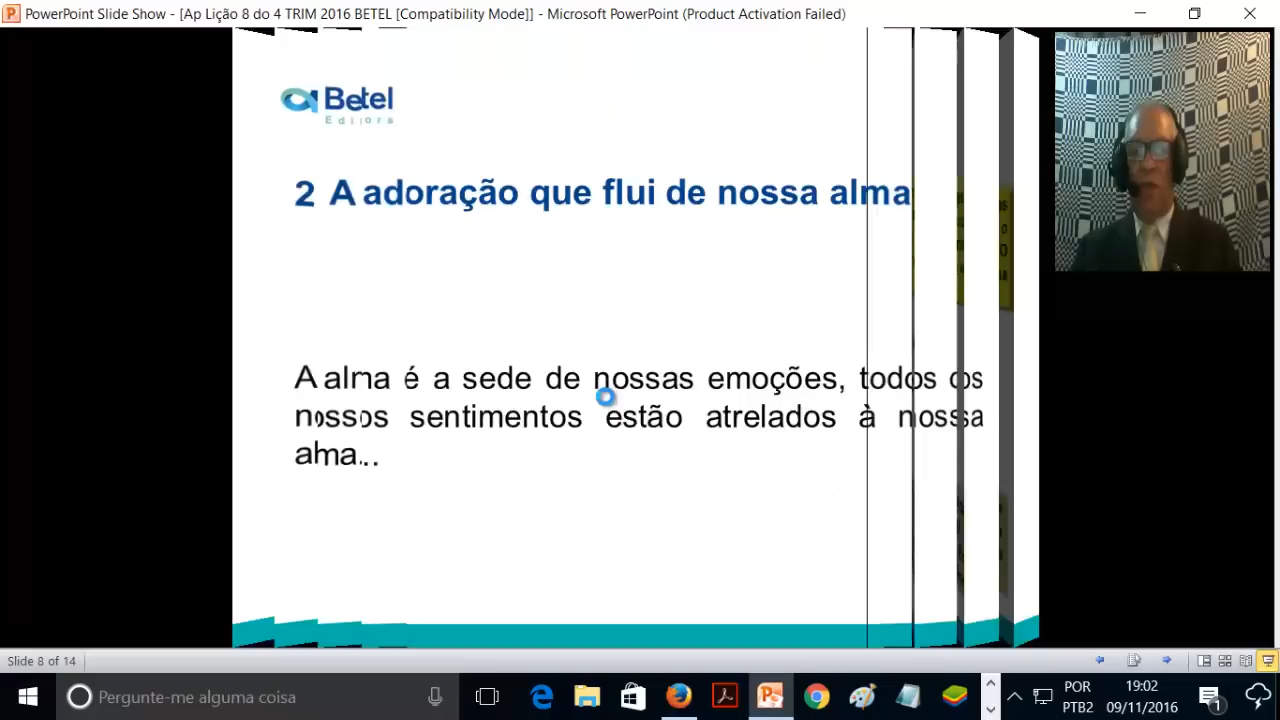 PowerPoint Slide Show - [Ap Lição 8 do 4 TRIM 2016 BETEL [Compatibility Mode]] - Microsoft PowerPoint (Product Activation Failed)
Betel
Editora
2 A adoração que flui de nossa alma
A alma é a sede de nossas emoções, todos os
nossos sentimentos estão atrelados à nossa
alma...
Slide 8 of 14
Pergunte-me alguma coisa
POR
PTB2
19:02
09/11/2016
1